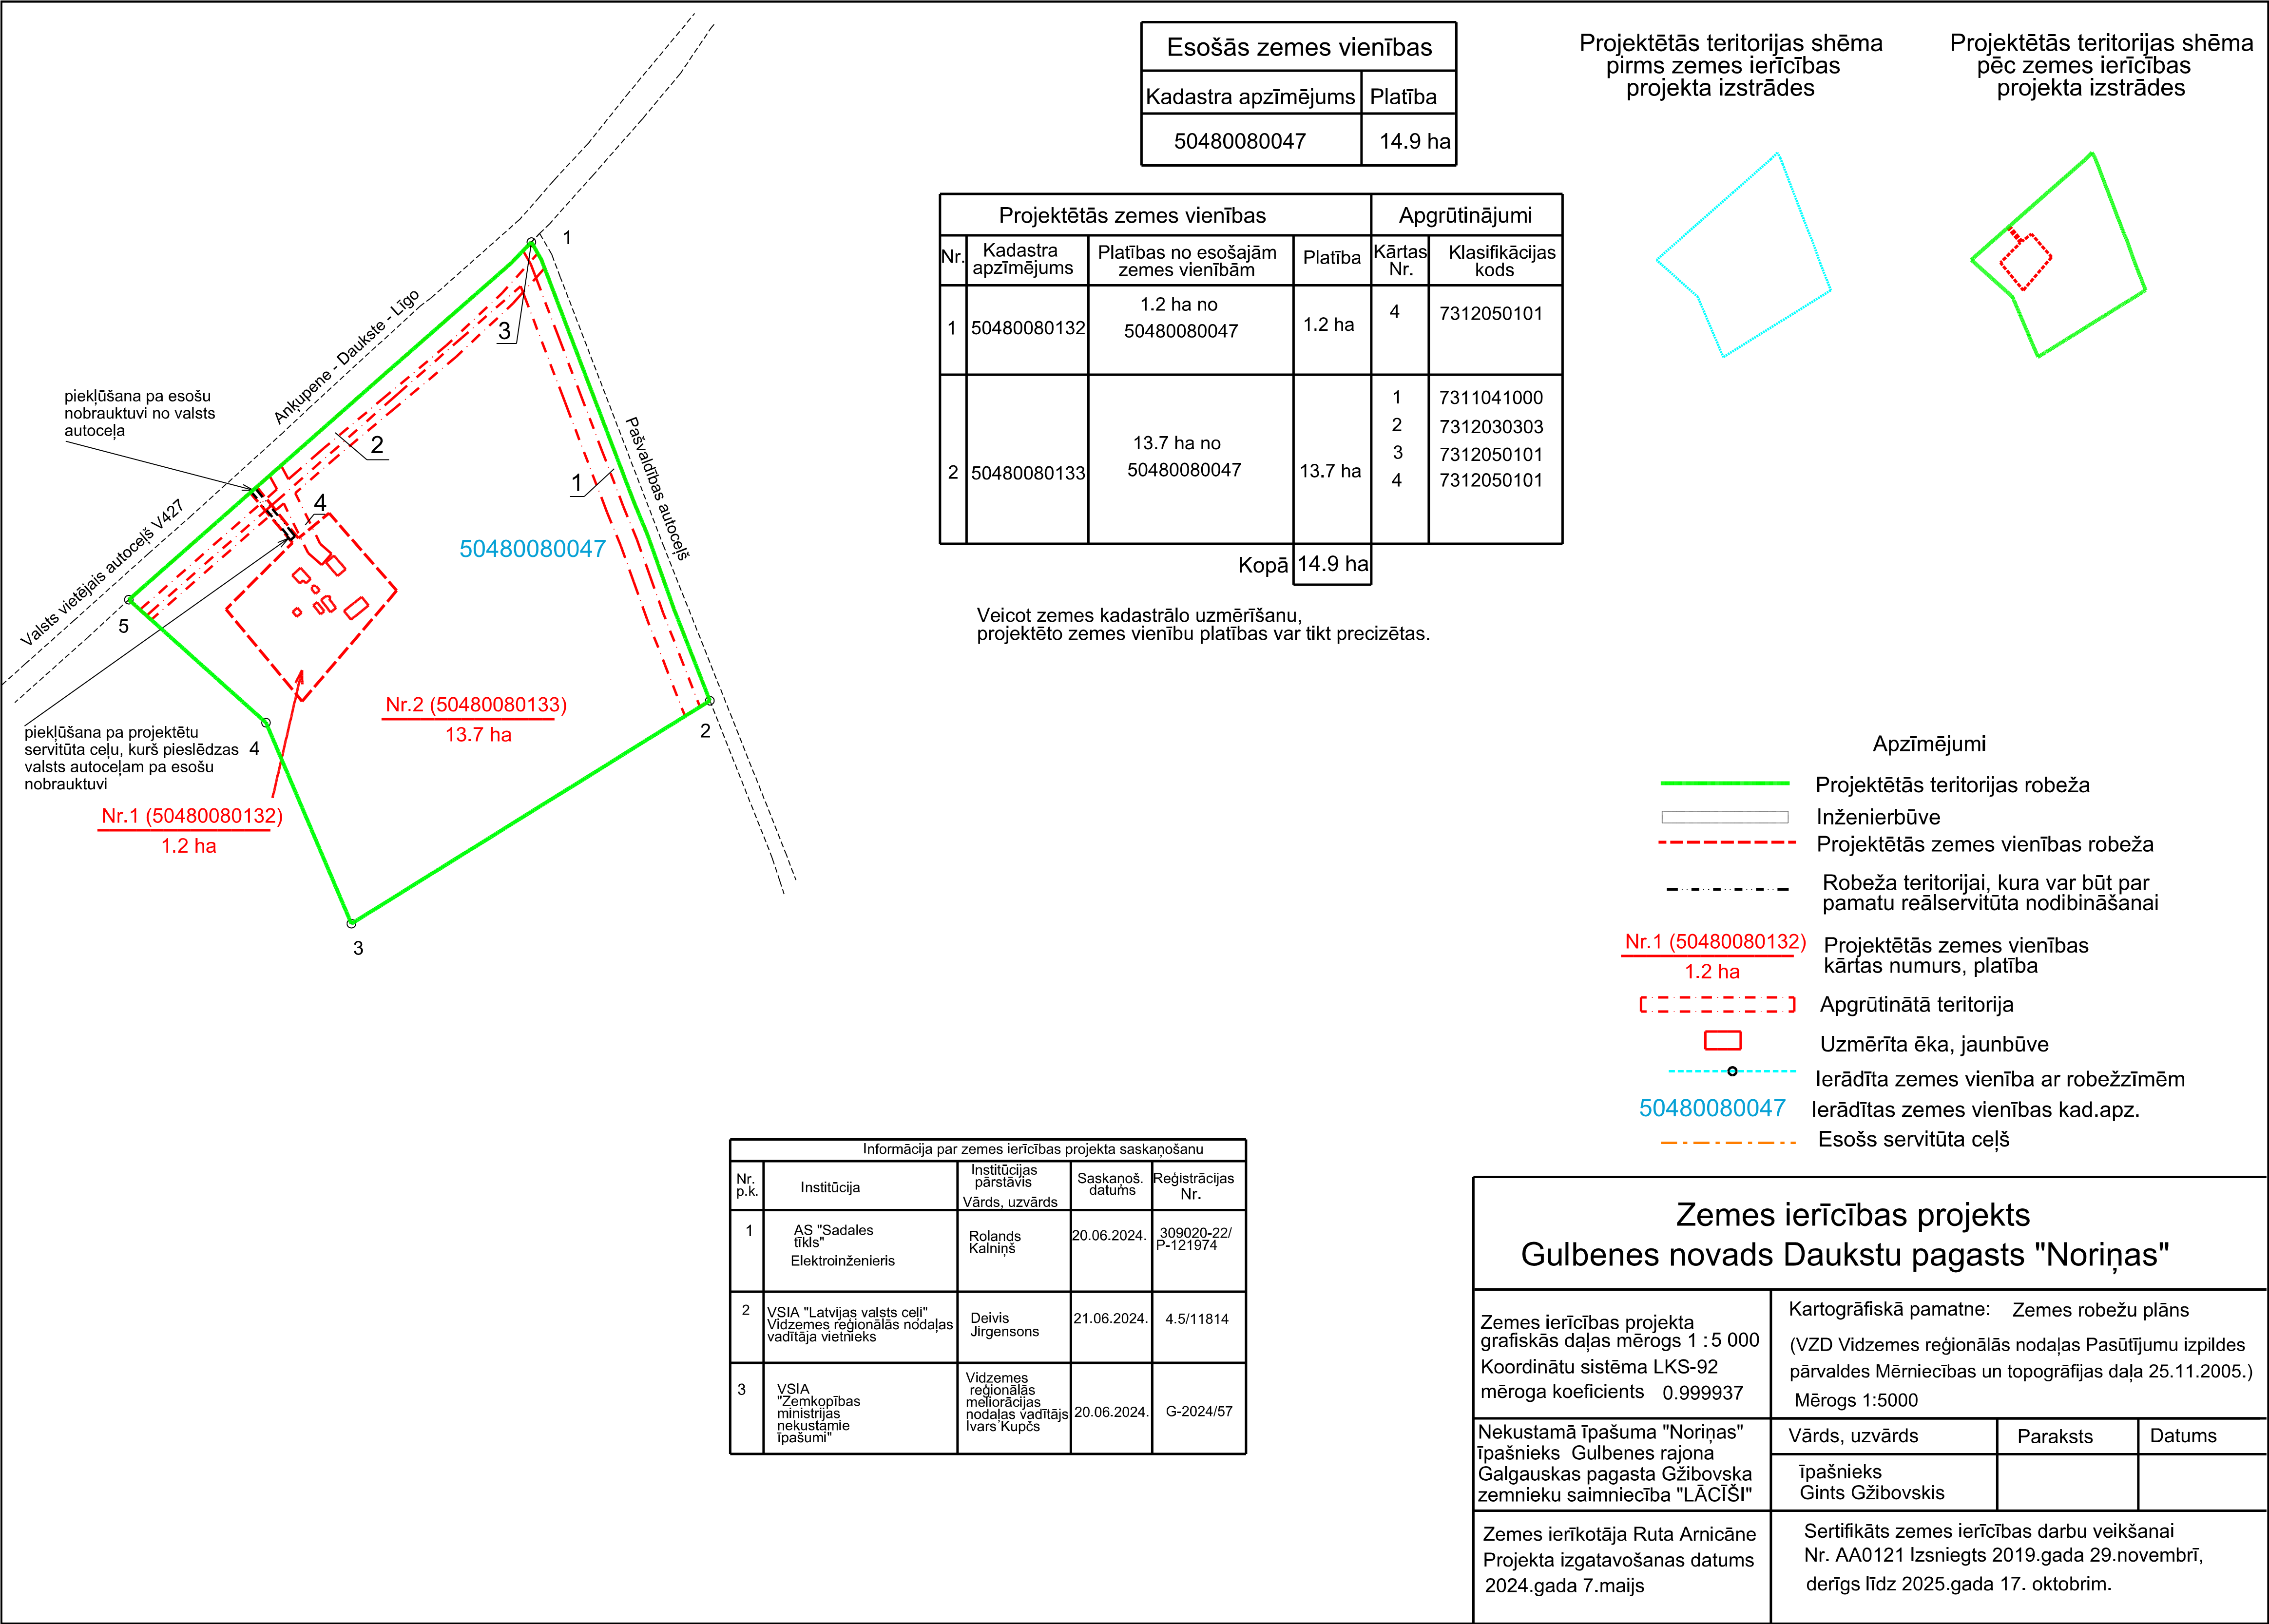 Esošās zemes vienības
Kadastra apzīmējums Platība
50480080047 14.9 ha
Projektētās teritorijas shēma
pirms zemes ierīcības
projekta izstrādes
Projektētās teritorijas shēma
pēc zemes ierīcības
projekta izstrādes
Projektētās zemes vienības Apgrūtinājumi
Nr. Kadastra apzīmējums Platības no esošajām zemes vienībām Platība Kārtas Nr. Klasifikācijas kods
1 50480080132 1.2 ha no 50480080047 1.2 ha 4 7312050101
2 50480080133 13.7 ha no 50480080047 13.7 ha
1 7311041000
2 7312030303
3 7312050101
4 7312050101
Kopā 14.9 ha
Veicot zemes kadastrālo uzmērīšanu,
projektēto zemes vienību platības var tikt precizētas.
1
3
Aņkupene - Daukste - Līgo
piekļūšana pa esošu
nobrauktuvi no valsts
autoceļa
2
Pašvaldības autoceļš
1
4
Valsts vietējais autoceļš V427
50480080047
5
Nr.2 (50480080133)
13.7 ha
2
piekļūšana pa projektētu
servitūta ceļu, kurš pieslēdzas
valsts autoceļam pa esošu
nobrauktuvi
4
Nr.1 (50480080132)
1.2 ha
3
Apzīmējumi
Projektētās teritorijas robeža
Inženierbūve
Projektētās zemes vienības robeža
Robeža teritorijai, kura var būt par
pamatu reālservitūta nodibināšanai
Nr.1 (50480080132)
1.2 ha
Projektētās zemes vienības
kārtas numurs, platība
Apgrūtinātā teritorija
Uzmērīta ēka, jaunbūve
Ierādīta zemes vienība ar robežzīmēm
50480080047 Ierādītas zemes vienības kad.apz.
Esošs servitūta ceļš
Informācija par zemes ierīcības projekta saskaņošanu
Nr. p.k. Institūcija Institūcijas pārstāvis Vārds, uzvārds Saskaņoš. datums Reģistrācijas Nr.
1 AS "Sadales tīkls" Elektroinženieris Rolands Kalniņš 20.06.2024. 309020-22/ P-121974
2 VSIA "Latvijas valsts ceļi" Vidzemes reģionālās nodaļas vadītāja vietnieks Deivis Jirgensons 21.06.2024. 4.5/11814
3 VSIA "Zemkopības ministrijas nekustamie īpašumi" Vidzemes reģionālās meliorācijas nodaļas vadītājs Ivars Kupčs 20.06.2024. G-2024/57
Zemes ierīcības projekts
Gulbenes novads Daukstu pagasts "Noriņas"
Zemes ierīcības projekta
grafiskās daļas mērogs 1 : 5 000
Koordinātu sistēma LKS-92
mēroga koeficients 0.999937
Kartogrāfiskā pamatne: Zemes robežu plāns
(VZD Vidzemes reģionālās nodaļas Pasūtījumu izpildes
pārvaldes Mērniecības un topogrāfijas daļa 25.11.2005.)
Mērogs 1:5000
Nekustamā īpašuma "Noriņas"
īpašnieks Gulbenes rajona
Galgauskas pagasta Gžibovska
zemnieku saimniecība "LĀCĪŠI"
Vārds, uzvārds Paraksts Datums
īpašnieks
Gints Gžibovskis
Zemes ierīkotāja Ruta Arnicāne
Projekta izgatavošanas datums
2024.gada 7.maijs
Sertifikāts zemes ierīcības darbu veikšanai
Nr. AA0121 Izsniegts 2019.gada 29.novembrī,
derīgs līdz 2025.gada 17. oktobrim.